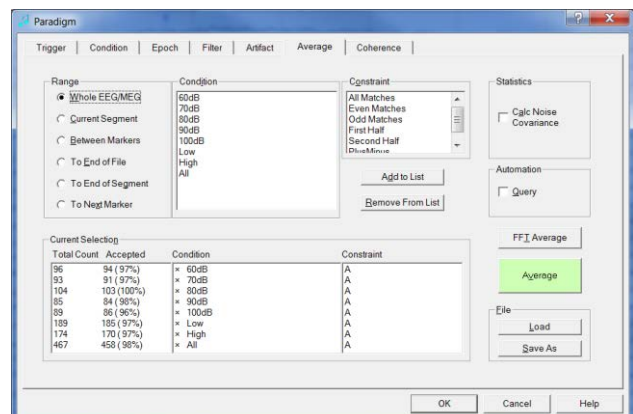 Paradigm
Trigger Condition Epoch Filter Artifact Average Coherence
Range
Whole EEG/MEG
Current Segment
Between Markers
To End of File
To End of Segment
To Next Marker
Condition
60dB
70dB
80dB
90dB
100dB
Low
High
All
Constraint
All Matches
Even Matches
Odd Matches
First Half
Second Half
PlusMinus
Add to List
Remove From List
Statistics
Calc Noise
Covariance
Automation
Query
FFT Average
Average
File
Load
Save As
Current Selection
Total Count Accepted Condition Constraint
96 94 ( 97%) × 60dB A
93 91 ( 97%) × 70dB A
104 103 (100%) × 80dB A
85 84 ( 98%) × 90dB A
89 86 ( 96%) × 100dB A
189 185 ( 97%) × Low A
174 170 ( 97%) × High A
467 458 ( 98%) × All A
OK Cancel Help